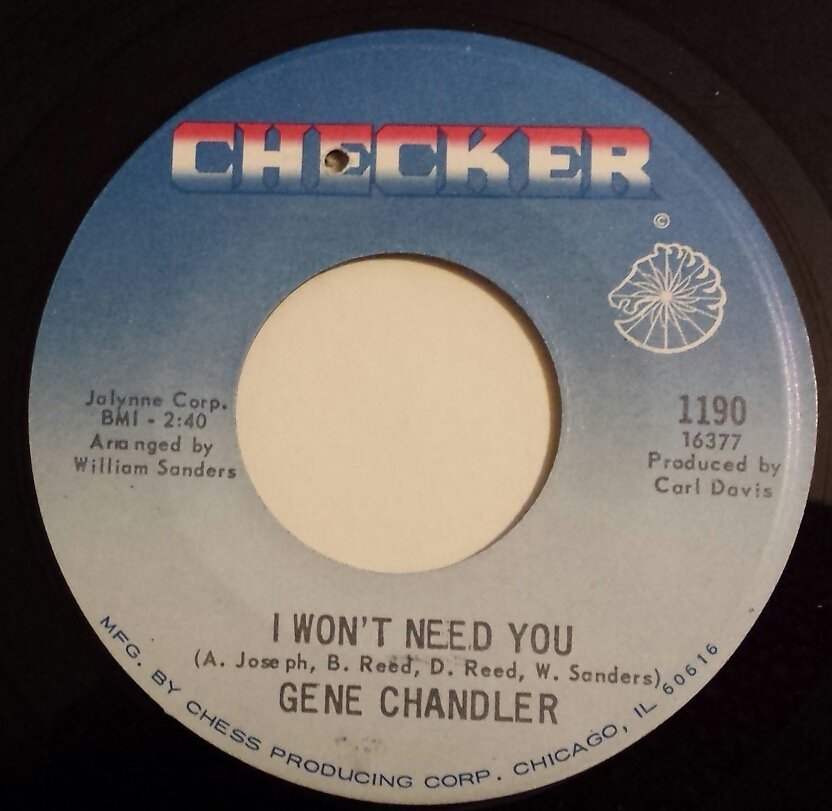 CHECKER
©
Jalynne Corp.
BMI - 2:40
Arranged by
William Sanders
1190
16377
Produced by
Carl Davis
I WON'T NEED YOU
(A. Joseph, B. Reed, D. Reed, W. Sanders)
GENE CHANDLER
MFG. BY CHESS PRODUCING CORP. CHICAGO, IL 60616